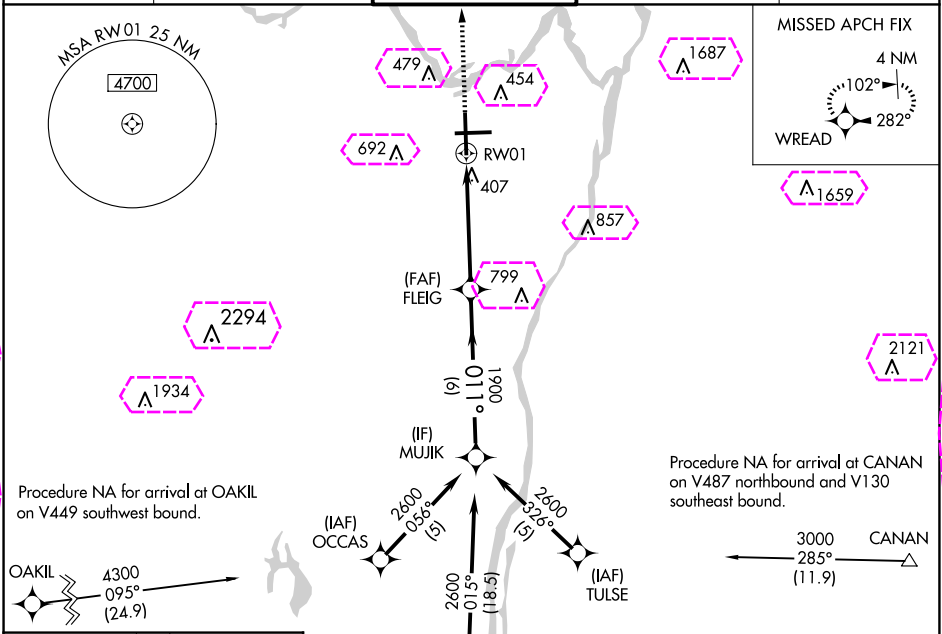 MSA RW01 25 NM
4700
479
454
1687
MISSED APCH FIX
4 NM
102°
282°
WREAD
692
RW01
407
1659
857
(FAF)
FLEIG
799
2294
2121
1934
1600
011°
(6)
(IF)
MUJIK
Procedure NA for arrival at OAKIL
on V449 southwest bound.
Procedure NA for arrival at CANAN
on V487 northbound and V130
southeast bound.
(IAF)
OCCAS
2600
056°
(5)
2600
326°
(5)
(IAF)
TULSE
2600
015°
(18.5)
OAKIL
4300
095°
(24.9)
3000
285°
(11.9)
CANAN